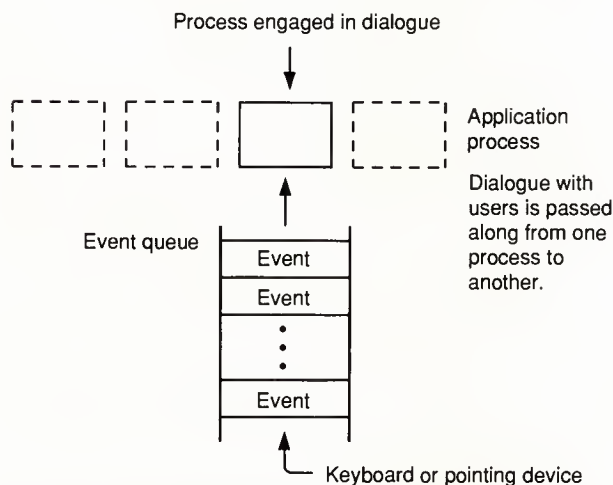 Process engaged in dialogue
Application
process
Dialogue with
users is passed
along from one
process to
another.
Event queue
Event
Event
Event
Keyboard or pointing device